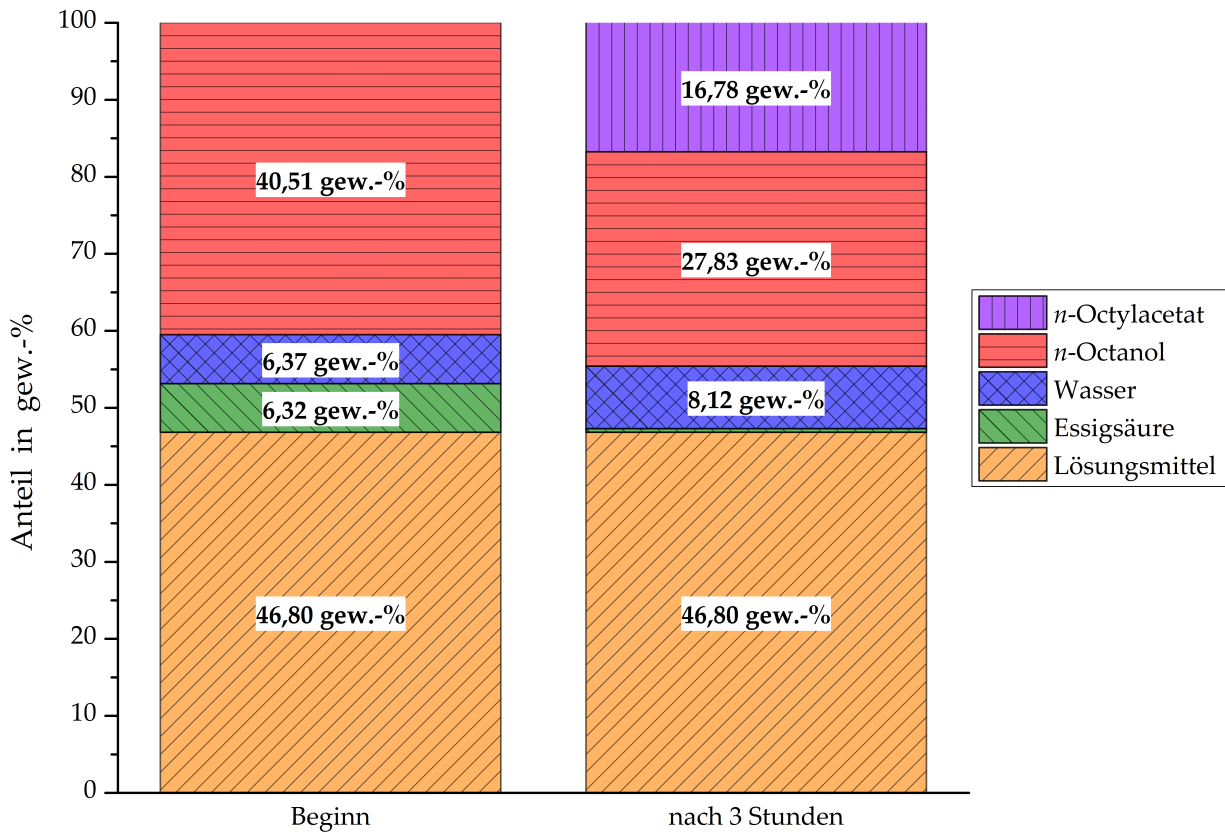 100
90
80
70
60
50
40
30
20
10
0
Anteil in gew.-%
40,51 gew.-%
6,37 gew.-%
6,32 gew.-%
46,80 gew.-%
16,78 gew.-%
27,83 gew.-%
8,12 gew.-%
46,80 gew.-%
Beginn
nach 3 Stunden
n-Octylacetat
n-Octanol
Wasser
Essigsäure
Lösungsmittel